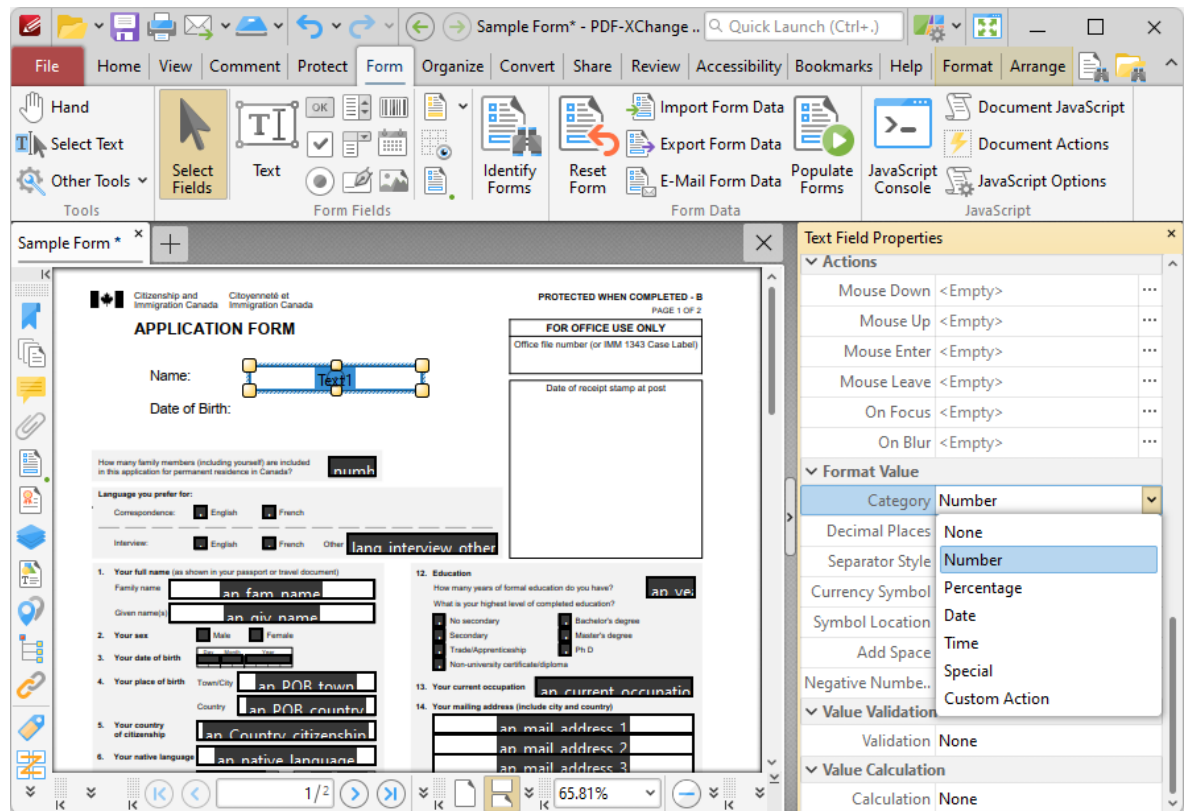 Sample Form* - PDF-XChange .. Quick Launch (Ctrl+.)
File Home View Comment Protect Form Organize Convert Share Review Accessibility Bookmarks Help Format Arrange
Hand
Select Text
Other Tools
Tools
Select Fields
Text
OK
Form Fields
Identify Forms
Reset Form
Import Form Data
Export Form Data
E-Mail Form Data
Populate Forms
Form Data
JavaScript Console
Document JavaScript
Document Actions
JavaScript Options
JavaScript
Sample Form *
Citizenship and Immigration Canada
Citoyenneté et Immigration Canada
PROTECTED WHEN COMPLETED - B
PAGE 1 OF 2
APPLICATION FORM
FOR OFFICE USE ONLY
Office file number (or IMM 1343 Case Label)
Name:
Text1
Date of Birth:
Date of receipt stamp at post
How many family members (including yourself) are included
in this application for permanent residence in Canada?
numb
Language you prefer for:
Correspondence: English French
Interview: English French Other lang interview other
1. Your full name (as shown in your passport or travel document)
Family name an fam name
Given name(s) an giv name
2. Your sex Male Female
3. Your date of birth Day Month Year
4. Your place of birth Town/City an POB town
Country an POB country
5. Your country
of citizenship an Country citizenship
6. Your native language an native language
12. Education
How many years of formal education do you have? an ye
What is your highest level of completed education?
No secondary Bachelor's degree
Secondary Master's degree
Trade/Apprenticeship Ph D
Non-university certificate/diploma
13. Your current occupation an current occupatio
14. Your mailing address (include city and country)
an mail address 1
an mail address 2
an mail address 3
1/2
65.81%
Text Field Properties
Actions
Mouse Down <Empty>
Mouse Up <Empty>
Mouse Enter <Empty>
Mouse Leave <Empty>
On Focus <Empty>
On Blur <Empty>
Format Value
Category Number
Decimal Places
Separator Style
Currency Symbol
Symbol Location
Add Space
Negative Numbe..
None
Number
Percentage
Date
Time
Special
Custom Action
Value Validation
Validation None
Value Calculation
Calculation None